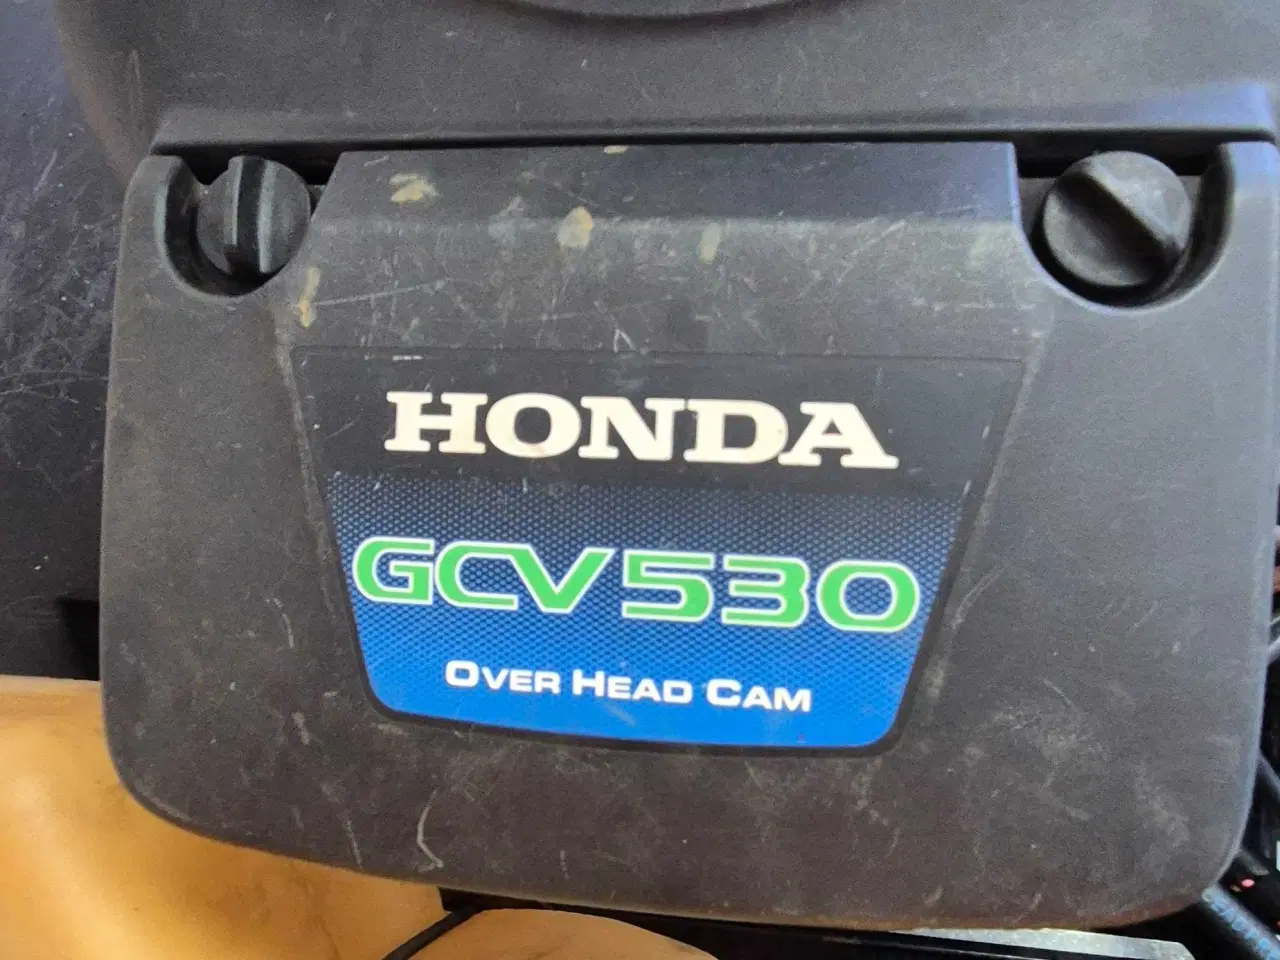 HONDA
GCV530
OVER HEAD CAM